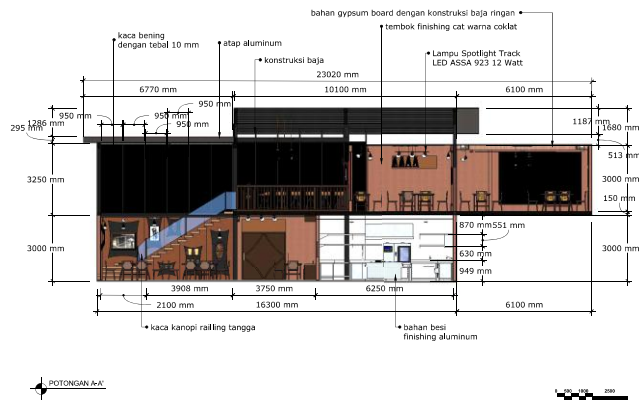 bahan gypsum board dengan konstruksi baja ringan
tembok finishing cat warna coklat
kaca bening
dengan tebal 10 mm
atap aluminum
konstruksi baja
Lampu Spotlight Track
LED ASSA 923 12 Watt
23020 mm
6770 mm
10100 mm
6100 mm
950 mm
950 mm
950 mm
950 mm
1286 mm
295 mm
1187 mm
1680 mm
513 mm
3250 mm
3000 mm
150 mm
3000 mm
870 mm
551 mm
630 mm
949 mm
3000 mm
3908 mm
3750 mm
6250 mm
2100 mm
16300 mm
6100 mm
kaca kanopi railling tangga
bahan besi
finishing aluminum
POTONGAN A-A'
0 500 1000 2500